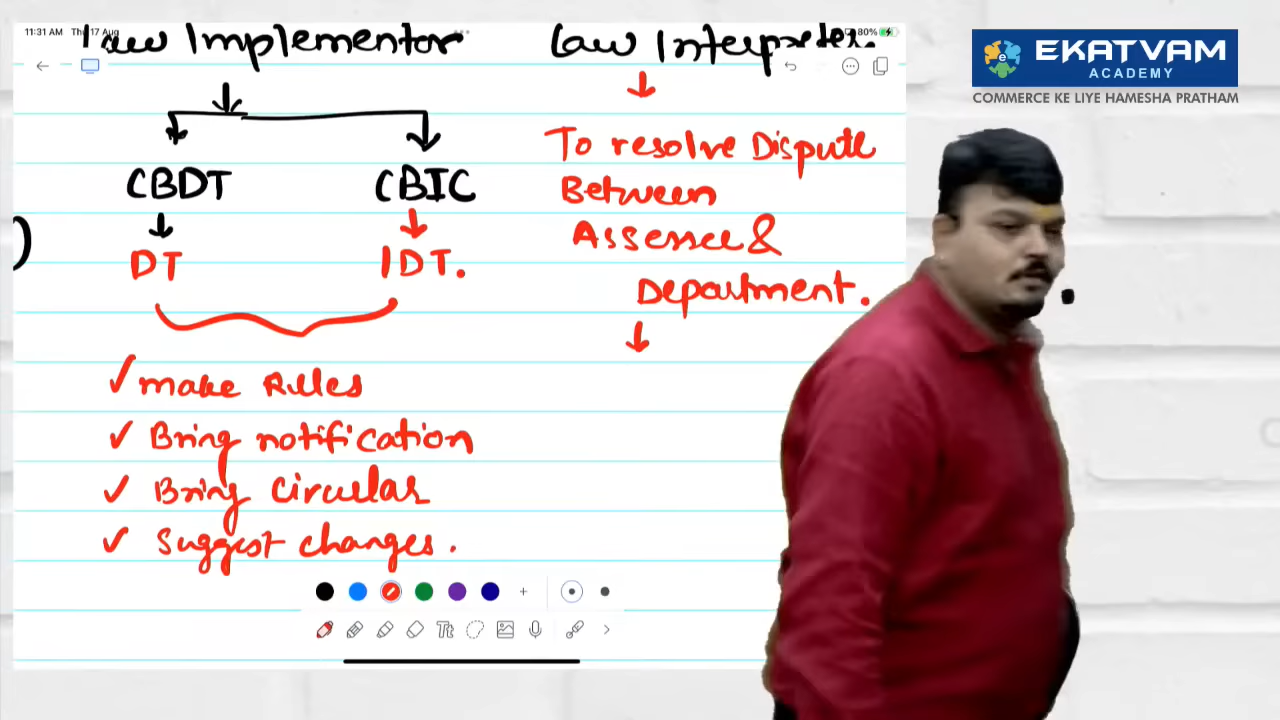 11:31 AM Thu 17 Aug
80%
Law Implementor
Law Interpreter.
CBDT
CBIC
DT
IDT.
✓ make Rules
✓ Bring notification
✓ Bring Circular
✓ Suggest changes.
To resolve Dispute
Between
Assessee &
Department.
)
Tt
EKATVAM
ACADEMY
COMMERCE KE LIYE HAMESHA PRATHAM